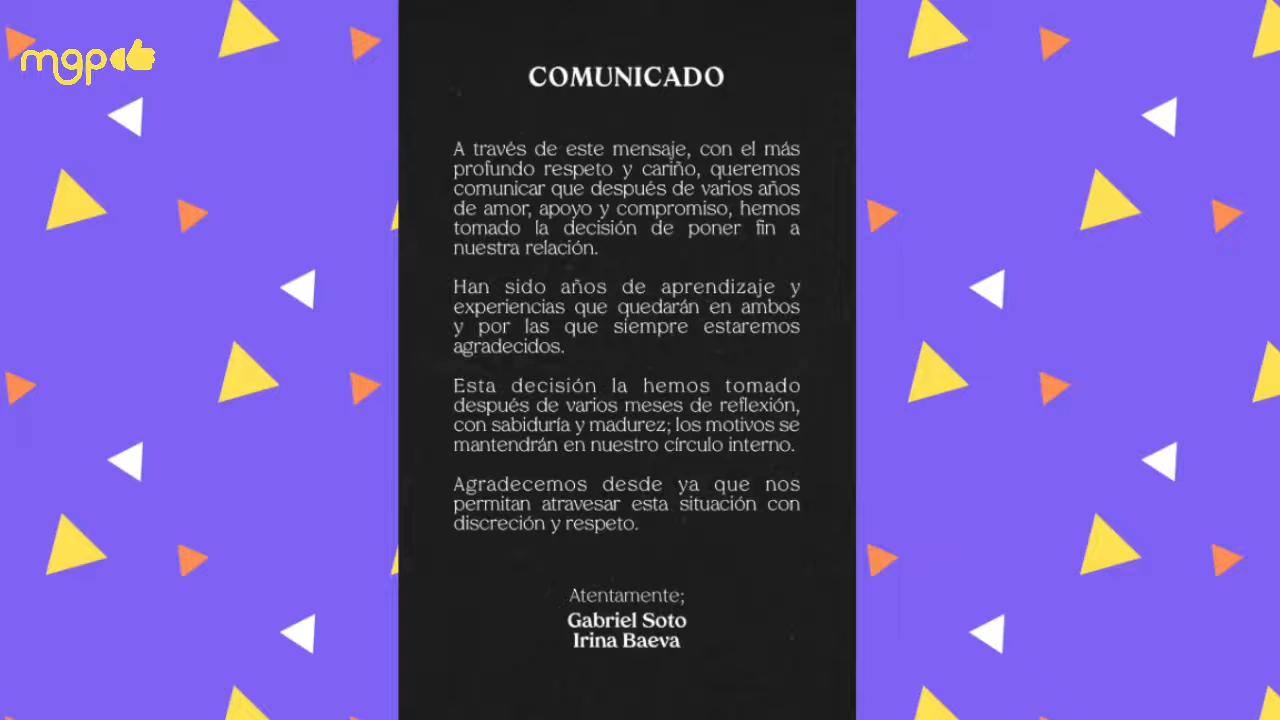 mgp
COMUNICADO
A través de este mensaje, con el más
profundo respeto y cariño, queremos
comunicar que después de varios años
de amor, apoyo y compromiso, hemos
tomado la decisión de poner fin a
nuestra relación.
Han sido años de aprendizaje y
experiencias que quedarán en ambos
y por las que siempre estaremos
agradecidos.
Esta decisión la hemos tomado
después de varios meses de reflexión,
con sabiduría y madurez; los motivos se
mantendrán en nuestro círculo interno.
Agradecemos desde ya que nos
permitan atravesar esta situación con
discreción y respeto.
Atentamente;
Gabriel Soto
Irina Baeva